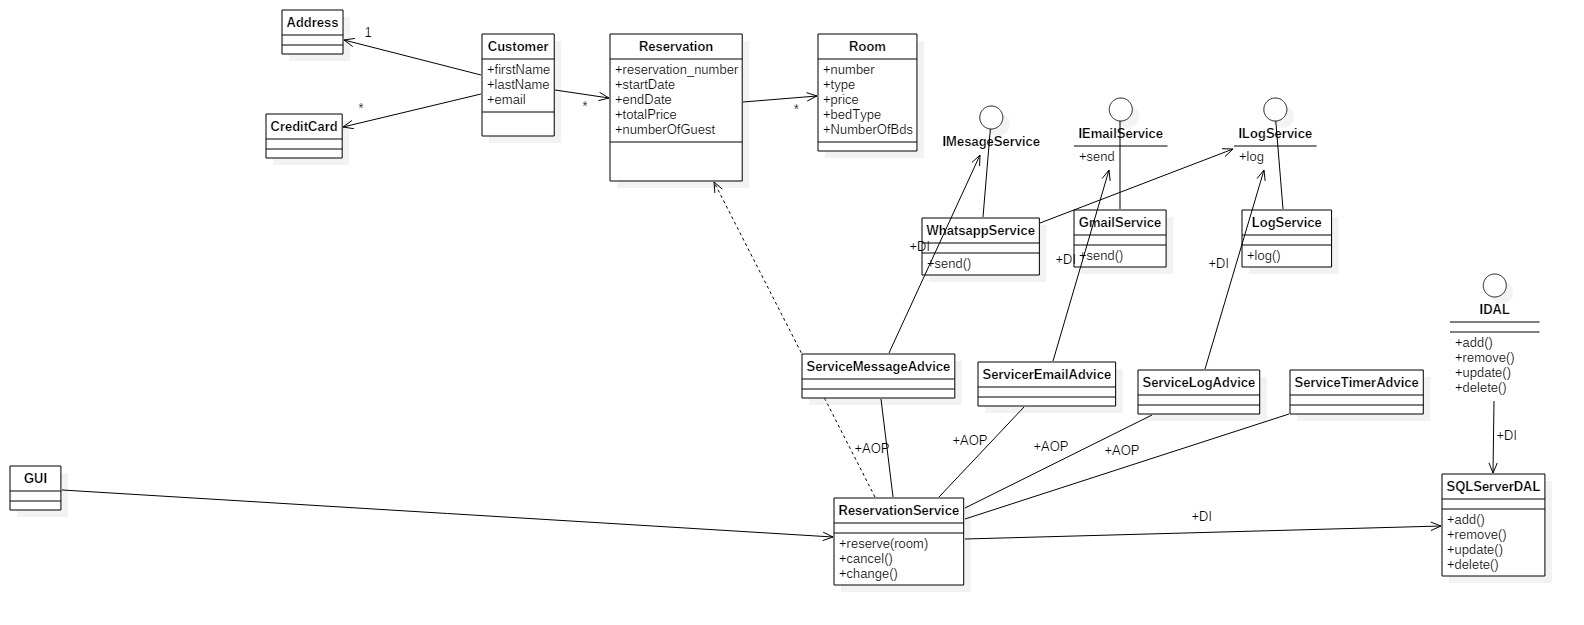 Address
1
CreditCard
*
Customer
+firstName
+lastName
+email
*
Reservation
+reservation_number
+startDate
+endDate
+totalPrice
+numberOfGuest
*
Room
+number
+type
+price
+bedType
+NumberOfBds
IMesageService
IEmailService
+send
ILogService
+log
WhatsappService
+send()
GmailService
+send()
LogService
+log()
+DI
+DI
+DI
IDAL
+add()
+remove()
+update()
+delete()
+DI
ServiceMessageAdvice
ServicerEmailAdvice
ServiceLogAdvice
ServiceTimerAdvice
+AOP
+AOP
+AOP
+AOP
GUI
ReservationService
+reserve(room)
+cancel()
+change()
+DI
SQLServerDAL
+add()
+remove()
+update()
+delete()